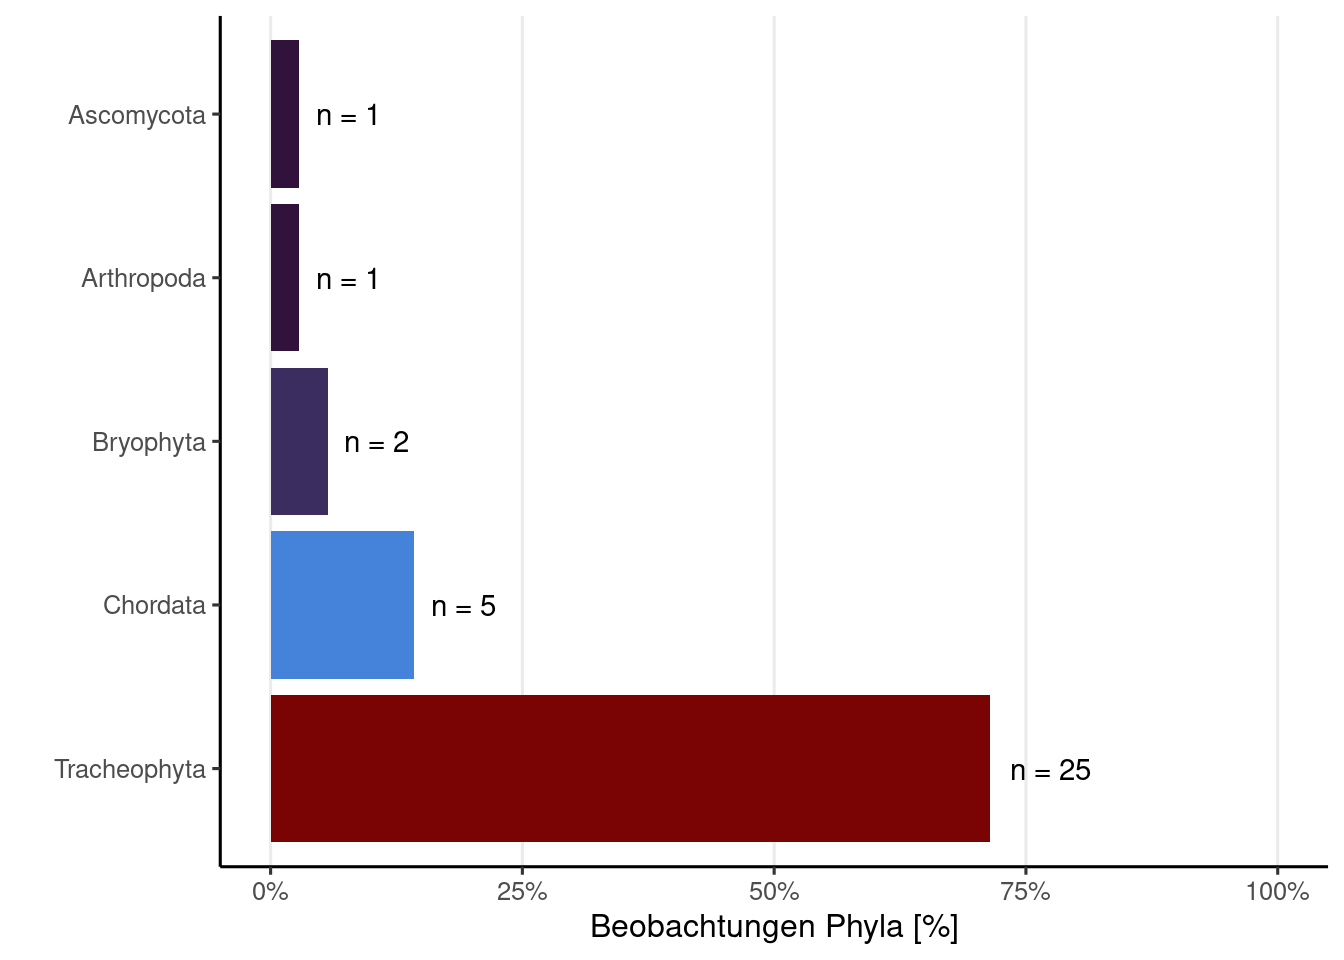 Ascomycota
n = 1
Arthropoda
n = 1
Bryophyta
n = 2
Chordata
n = 5
Tracheophyta
n = 25
0% 25% 50% 75% 100%
Beobachtungen Phyla [%]